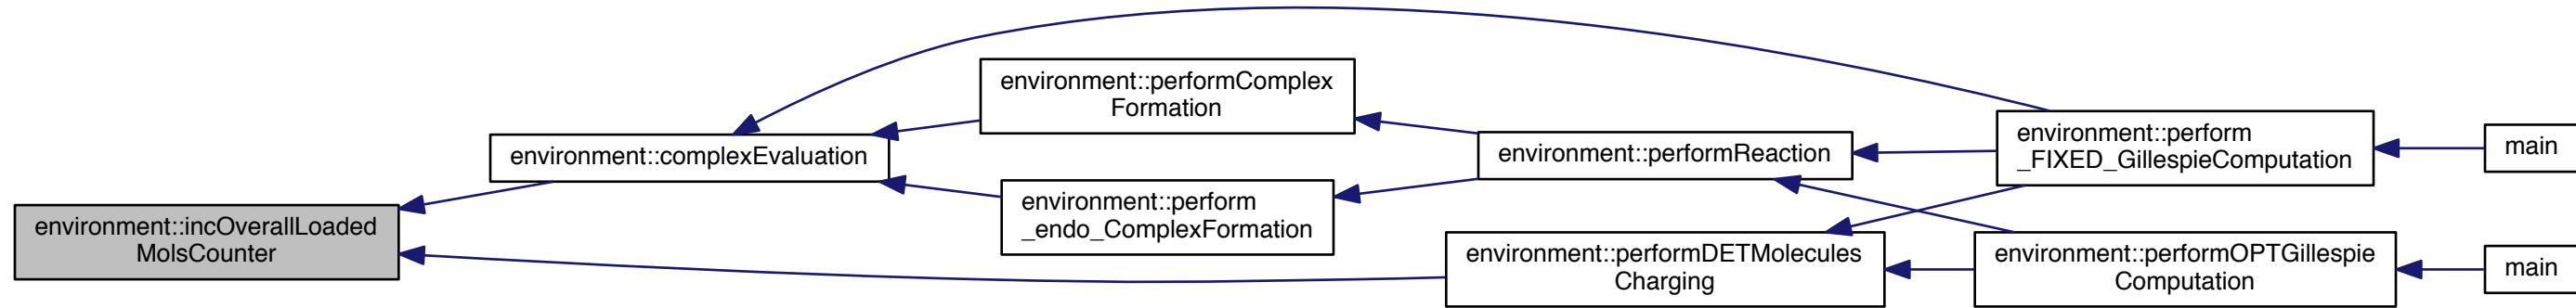 environment::incOverallLoaded
MolsCounter
environment::complexEvaluation
environment::performComplex
Formation
environment::perform
_endo_ComplexFormation
environment::performReaction
environment::performDETMolecules
Charging
environment::perform
_FIXED_GillespieComputation
environment::performOPTGillespie
Computation
main
main